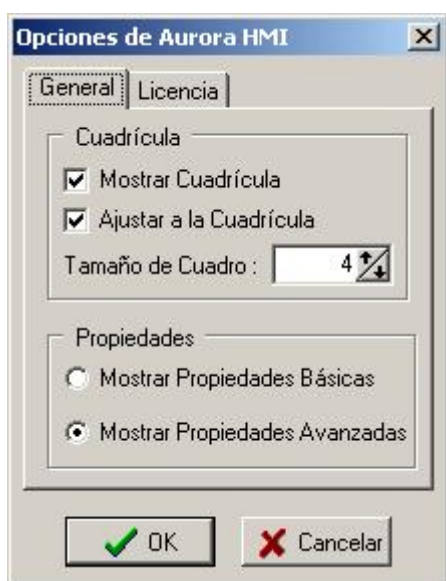 Opciones de Aurora HMI
General Licencia
Cuadrícula
Mostrar Cuadrícula
Ajustar a la Cuadrícula
Tamaño de Cuadro : 4
Propiedades
Mostrar Propiedades Básicas
Mostrar Propiedades Avanzadas
OK Cancelar